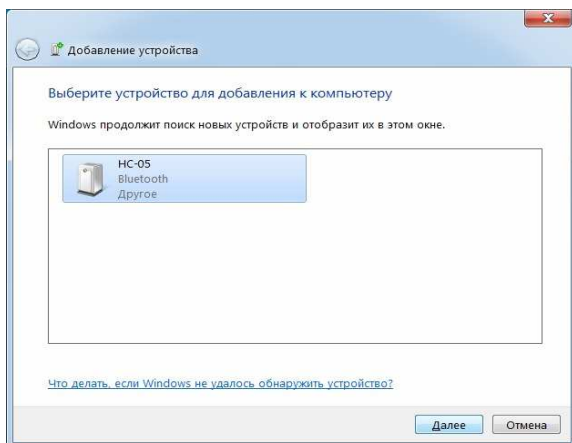 Добавление устройства
Выберите устройство для добавления к компьютеру
Windows продолжит поиск новых устройств и отобразит их в этом окне.
HC-05
Bluetooth
Другое
Что делать, если Windows не удалось обнаружить устройство?
Далее
Отмена